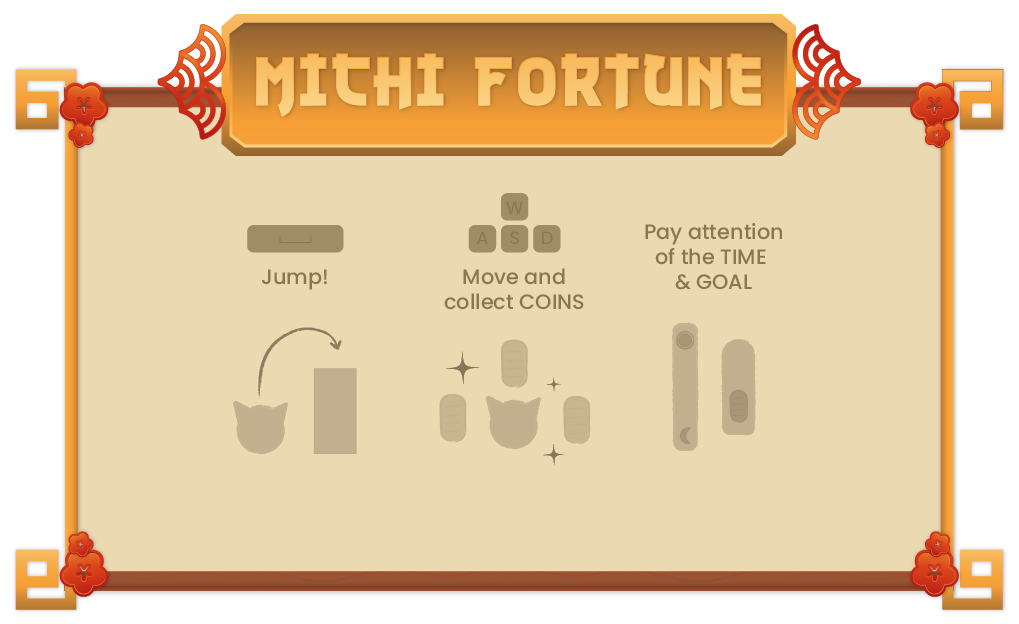 MICHI FORTUNE
W
A S D
Jump!
Move and
collect COINS
Pay attention
of the TIME
& GOAL